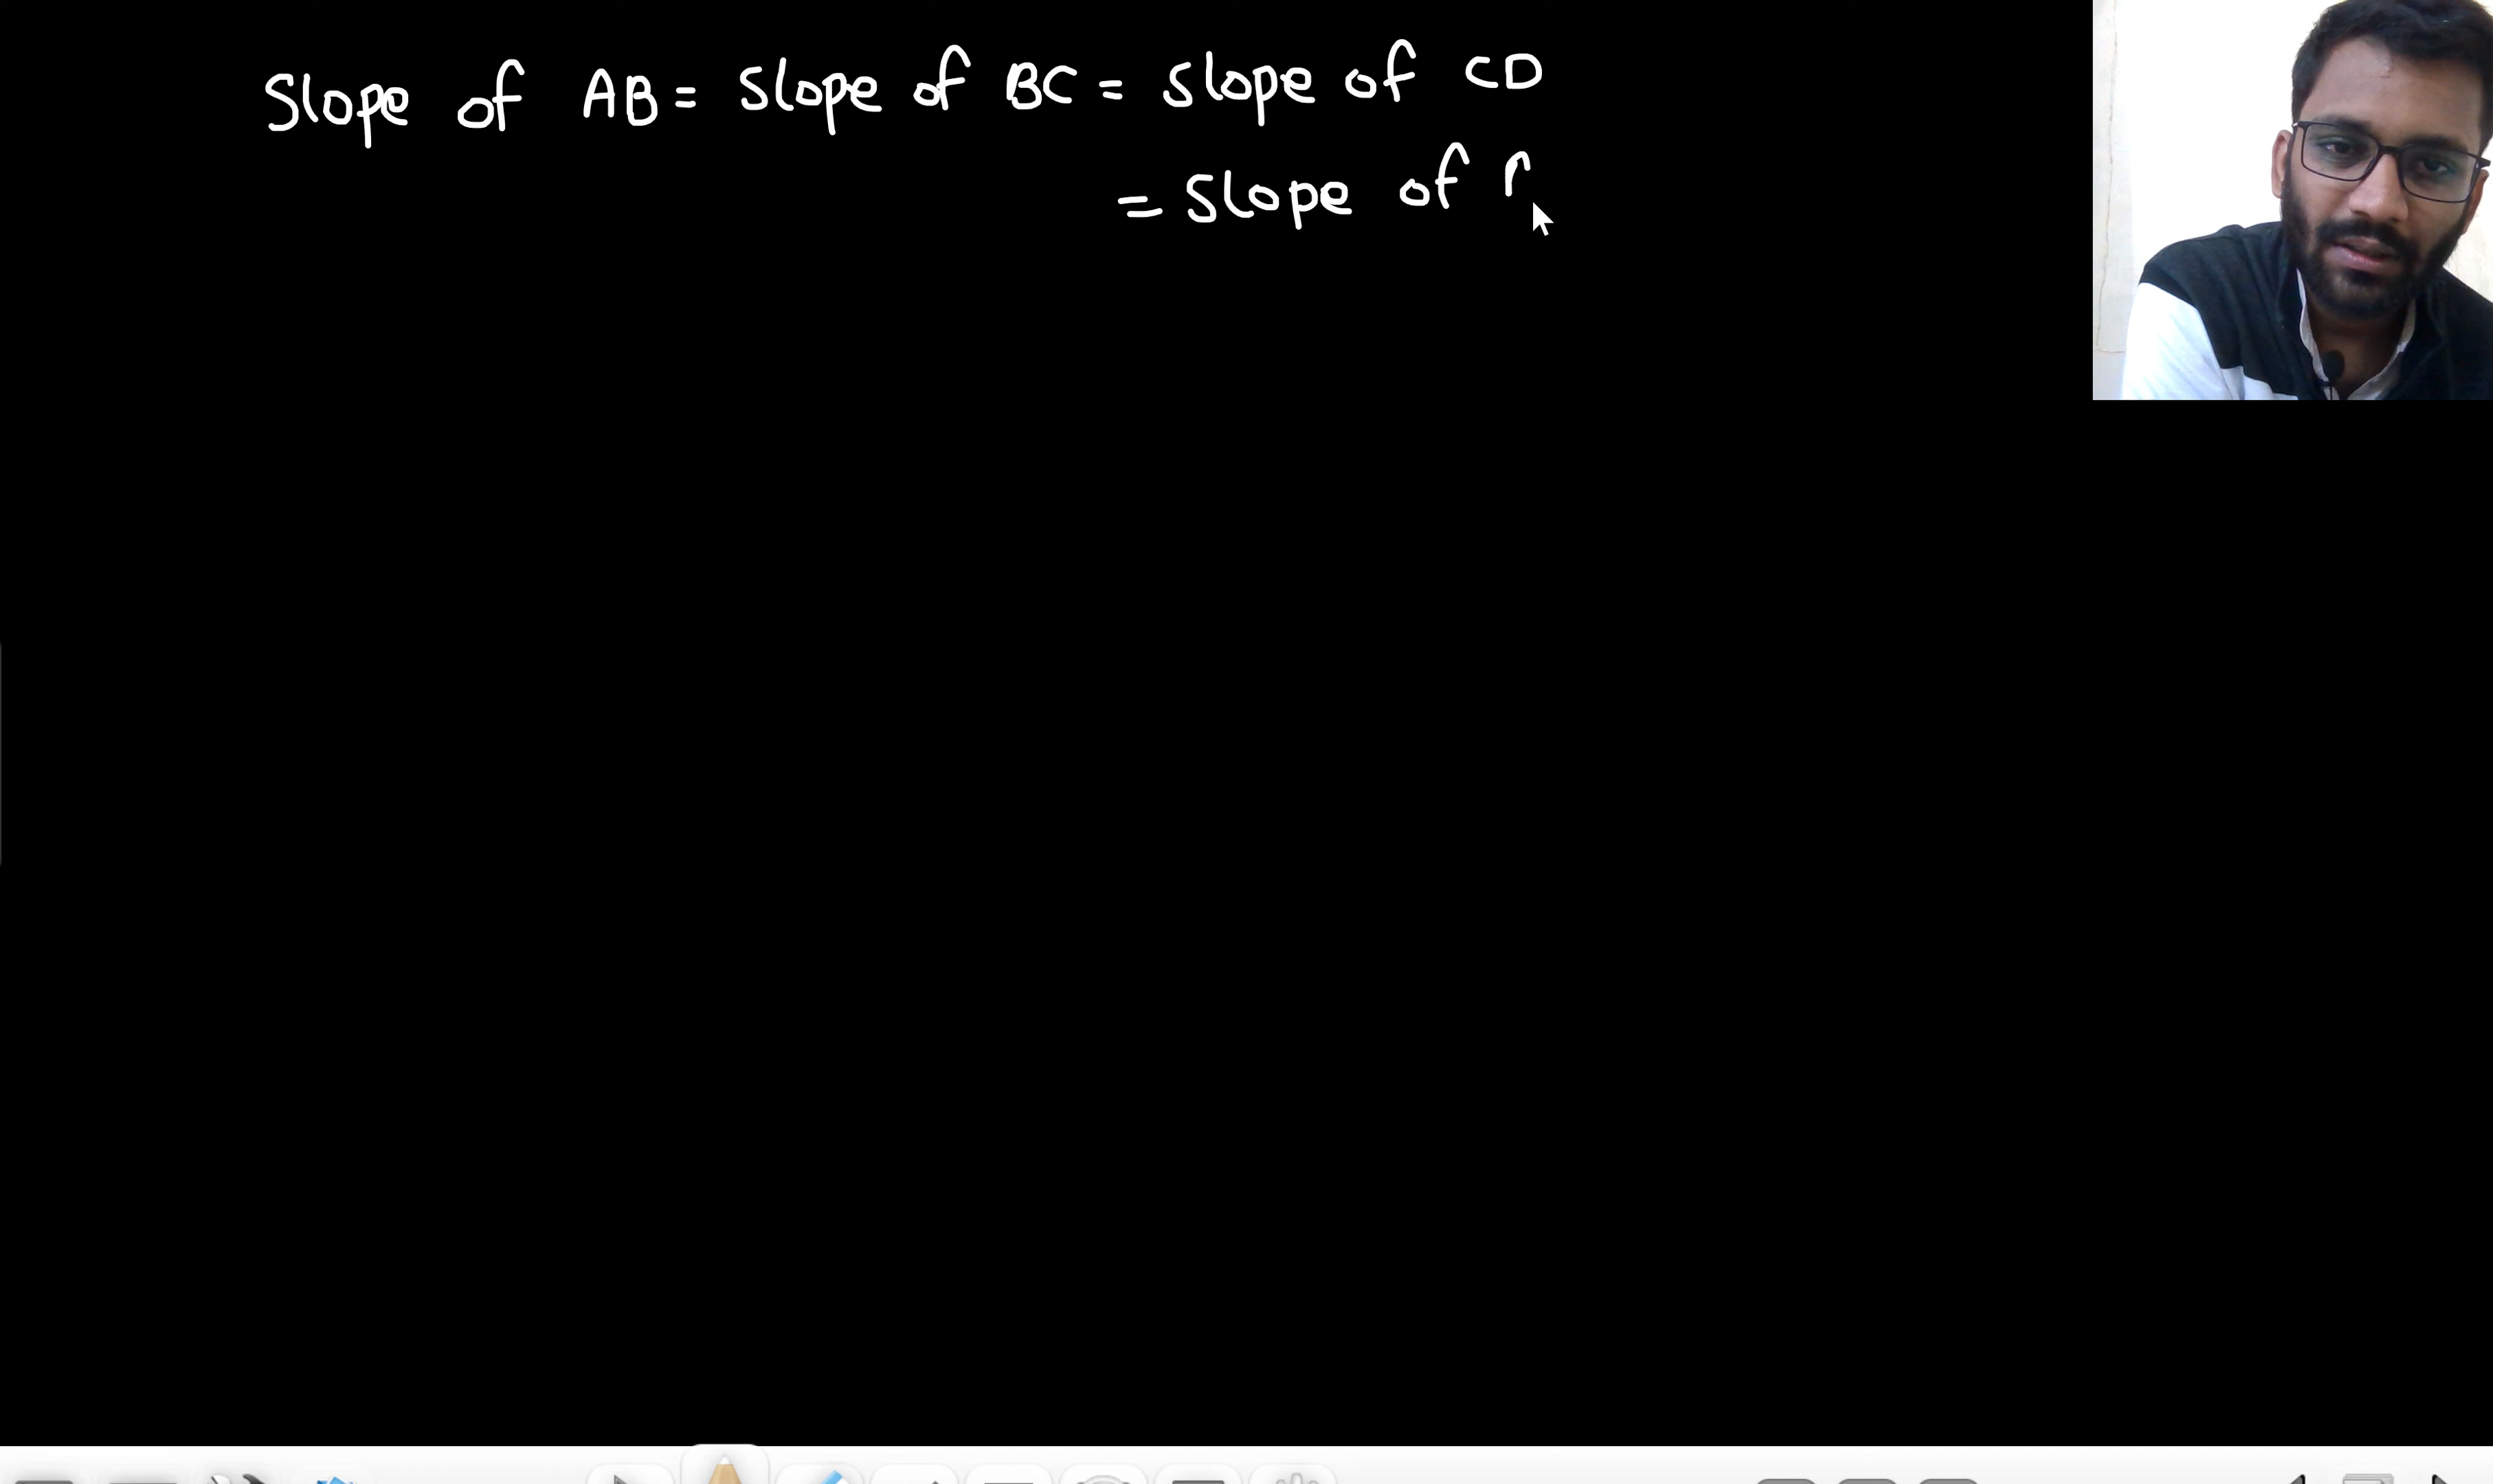 Slope of AB = Slope of BC = Slope of CD
= Slope of